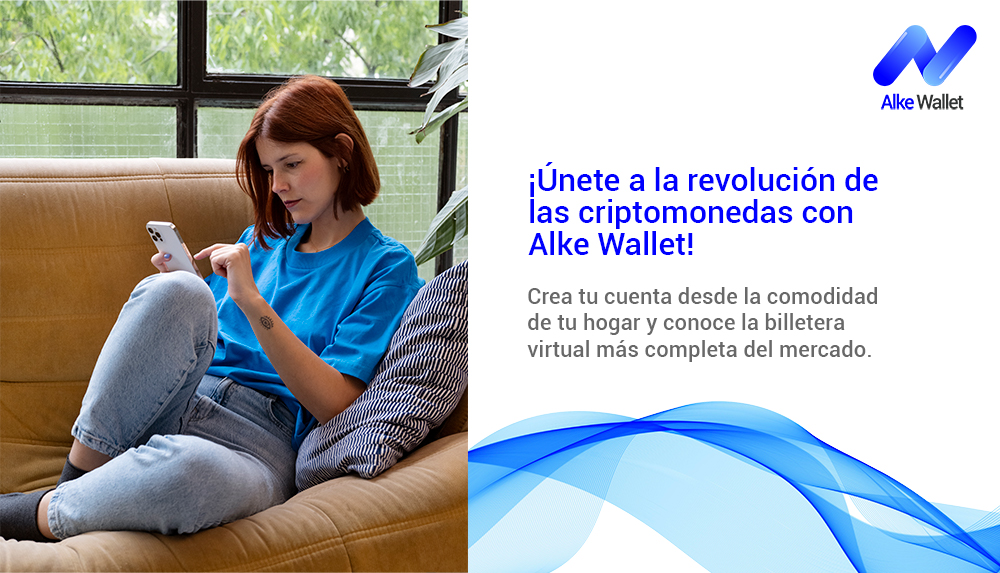 Alke Wallet
¡Únete a la revolución de
las criptomonedas con
Alke Wallet!
Crea tu cuenta desde la comodidad
de tu hogar y conoce la billetera
virtual más completa del mercado.